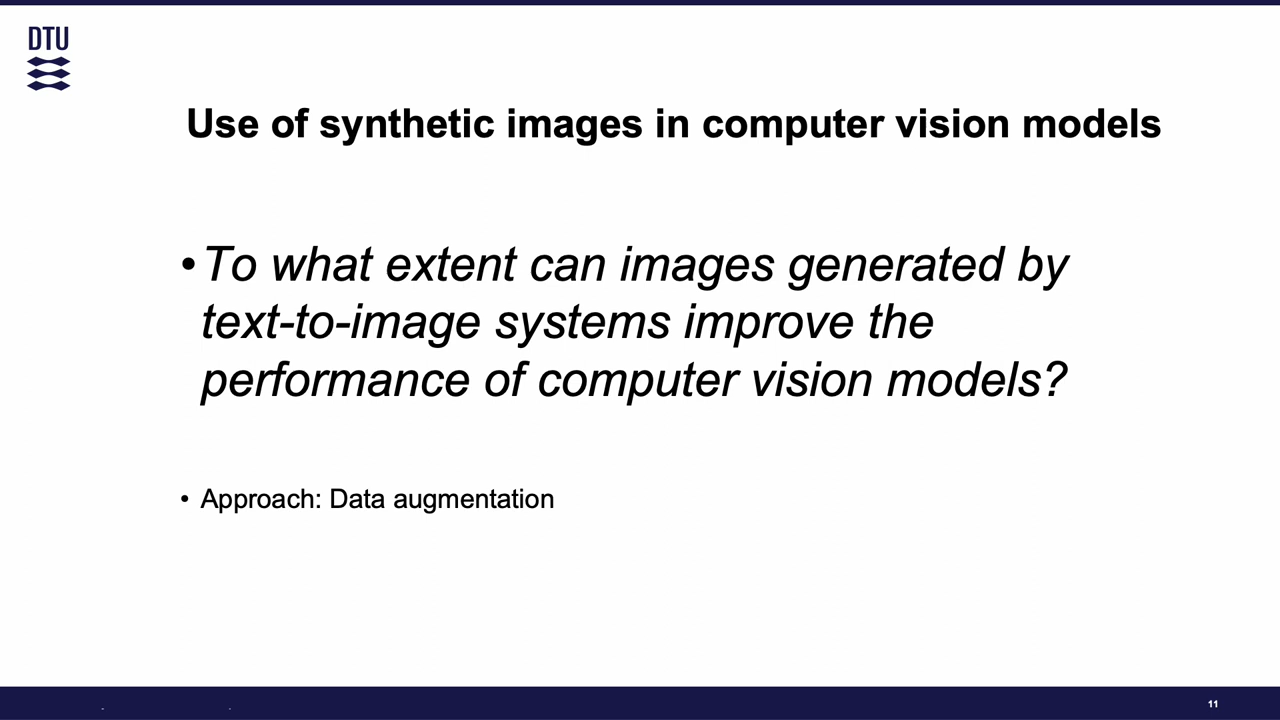 DTU
Use of synthetic images in computer vision models
•To what extent can images generated by
text-to-image systems improve the
performance of computer vision models?
• Approach: Data augmentation
11